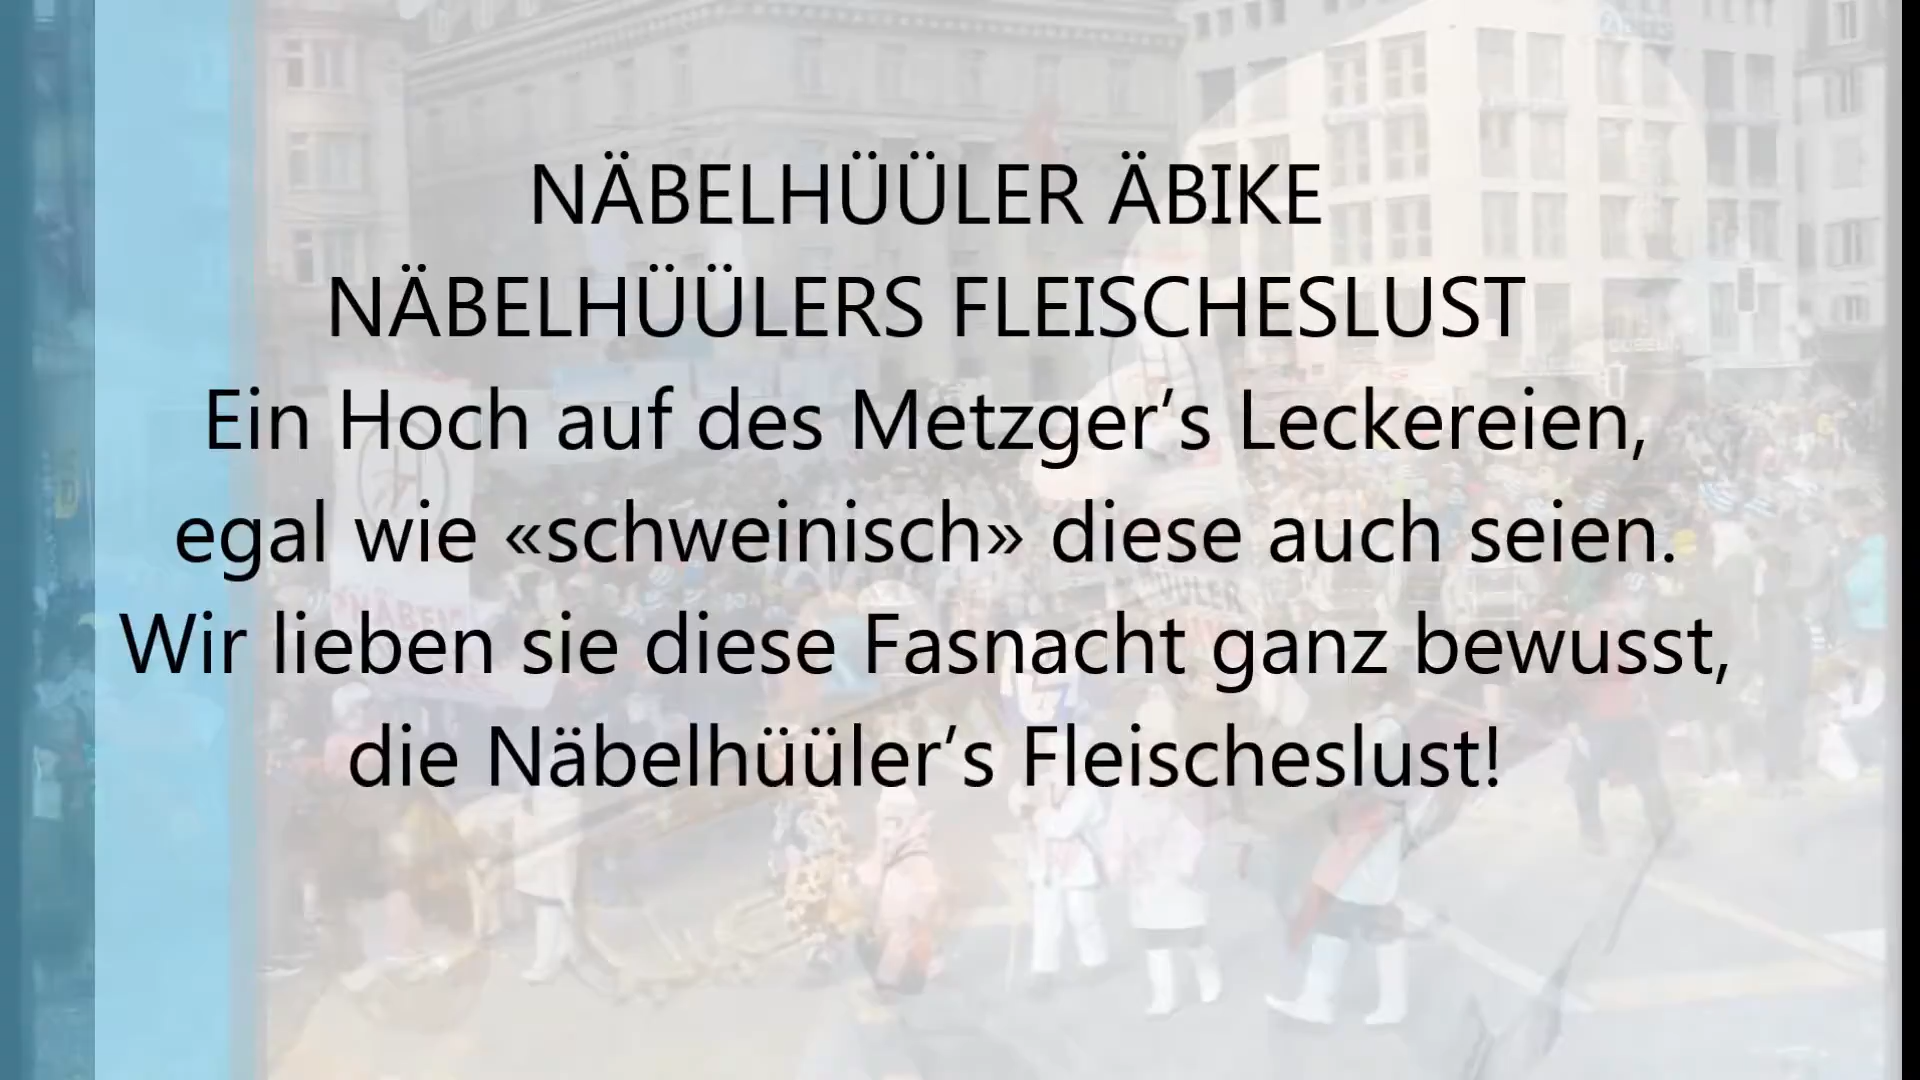 NÄBELHÜÜLER ÄBIKE
NÄBELHÜÜLERS FLEISCHESLUST
Ein Hoch auf des Metzger’s Leckereien,
egal wie «schweinisch» diese auch seien.
Wir lieben sie diese Fasnacht ganz bewusst,
die Näbelhüüler’s Fleischeslust!